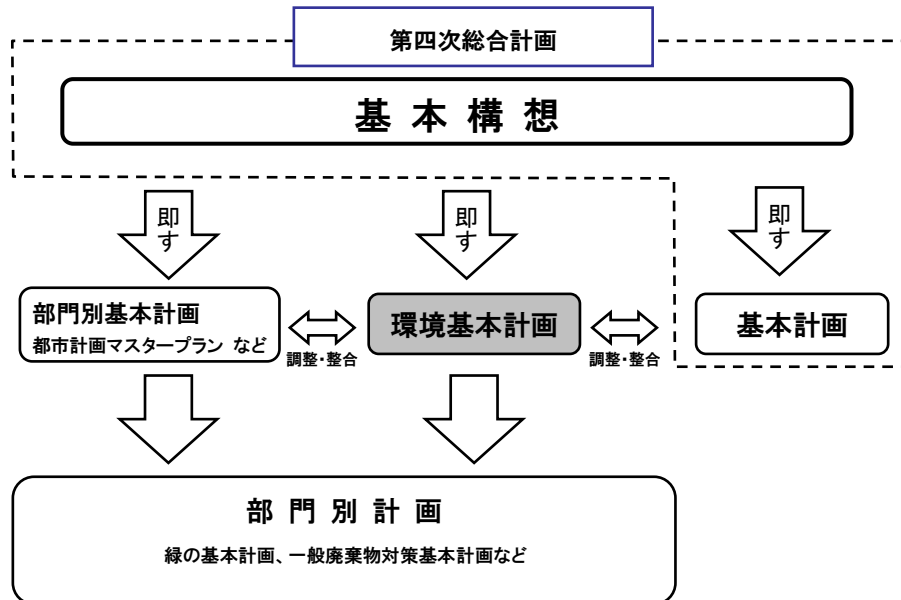 第四次総合計画
基本構想
即す
即す
即す
部門別基本計画
都市計画マスタープラン など
環境基本計画
基本計画
調整・整合
調整・整合
部門別計画
緑の基本計画、一般廃棄物対策基本計画など